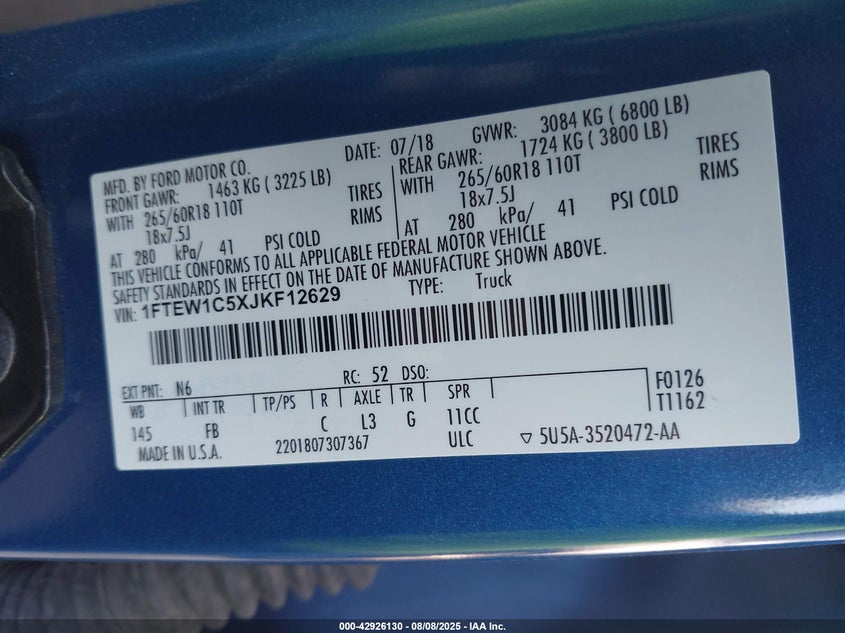 MFD. BY FORD MOTOR CO.
DATE: 07/18
GVWR: 3084 KG ( 6800 LB)
FRONT GAWR: 1463 KG ( 3225 LB)
REAR GAWR: 1724 KG ( 3800 LB)
WITH 265/60R18 110T TIRES
WITH 265/60R18 110T TIRES
18x7.5J RIMS
18x7.5J RIMS
AT 280 kPa/ 41 PSI COLD
AT 280 kPa/ 41 PSI COLD
THIS VEHICLE CONFORMS TO ALL APPLICABLE FEDERAL MOTOR VEHICLE
SAFETY STANDARDS IN EFFECT ON THE DATE OF MANUFACTURE SHOWN ABOVE.
VIN: 1FTEW1C5XJKF12629
TYPE: Truck
EXT PNT: N6 RC: 52 DSO:
WB INT TR TP/PS R AXLE TR SPR
F0126
T1162
145 FB C L3 G 11CC
MADE IN U.S.A. 2201807307367 ULC ▽ 5U5A-3520472-AA
000-42926130 - 08/08/2025 - IAA Inc.